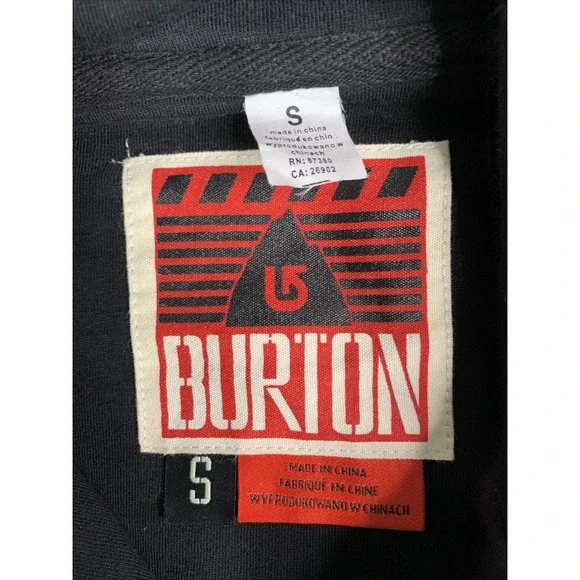 S
made in china
fabriqué en chin
wyprodukowano w
chinach
RN: 87380
CA: 26902
BURTON
S
MADE IN CHINA
FABRIQUÉ EN CHINE
WYPRODUKOWANO W CHINACH